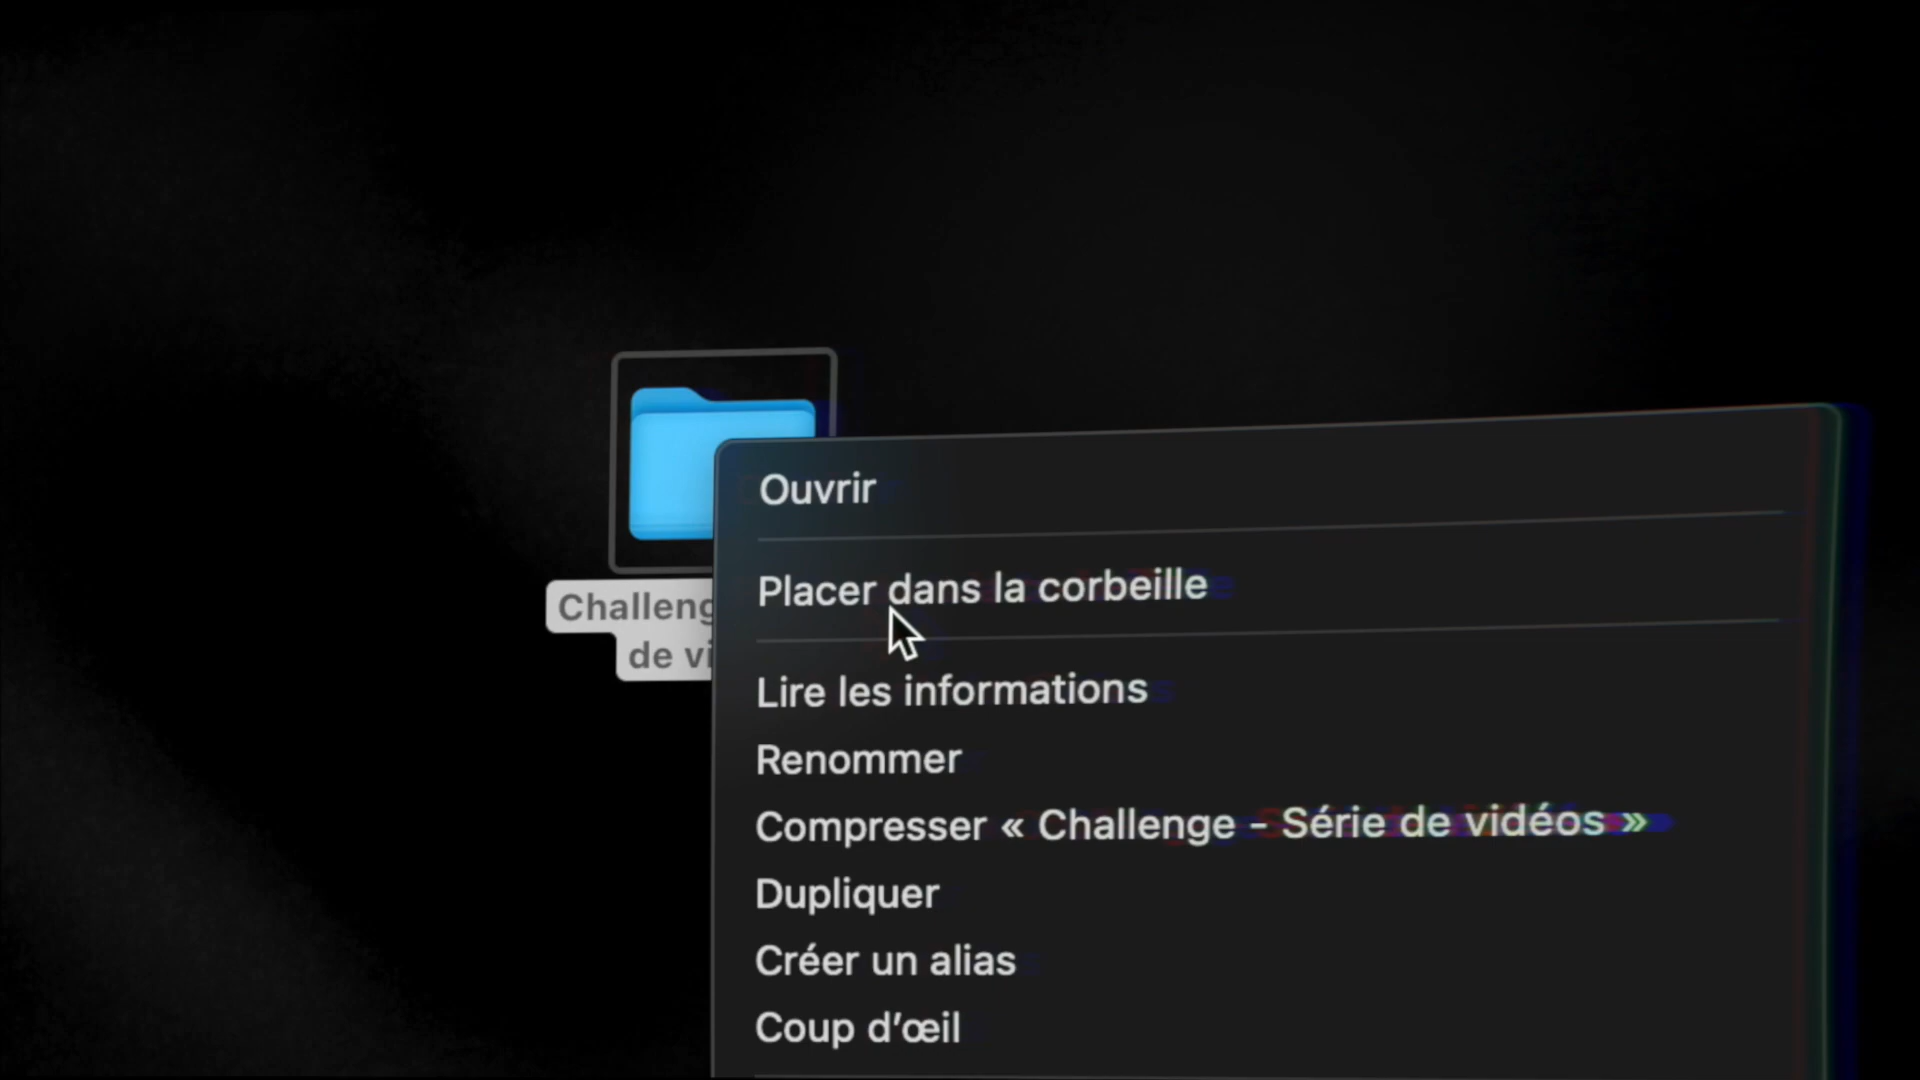 Ouvrir
Placer dans la corbeille
Challeng
de vi
Lire les informations
Renommer
Compresser « Challenge - Série de vidéos »
Dupliquer
Créer un alias
Coup d’œil